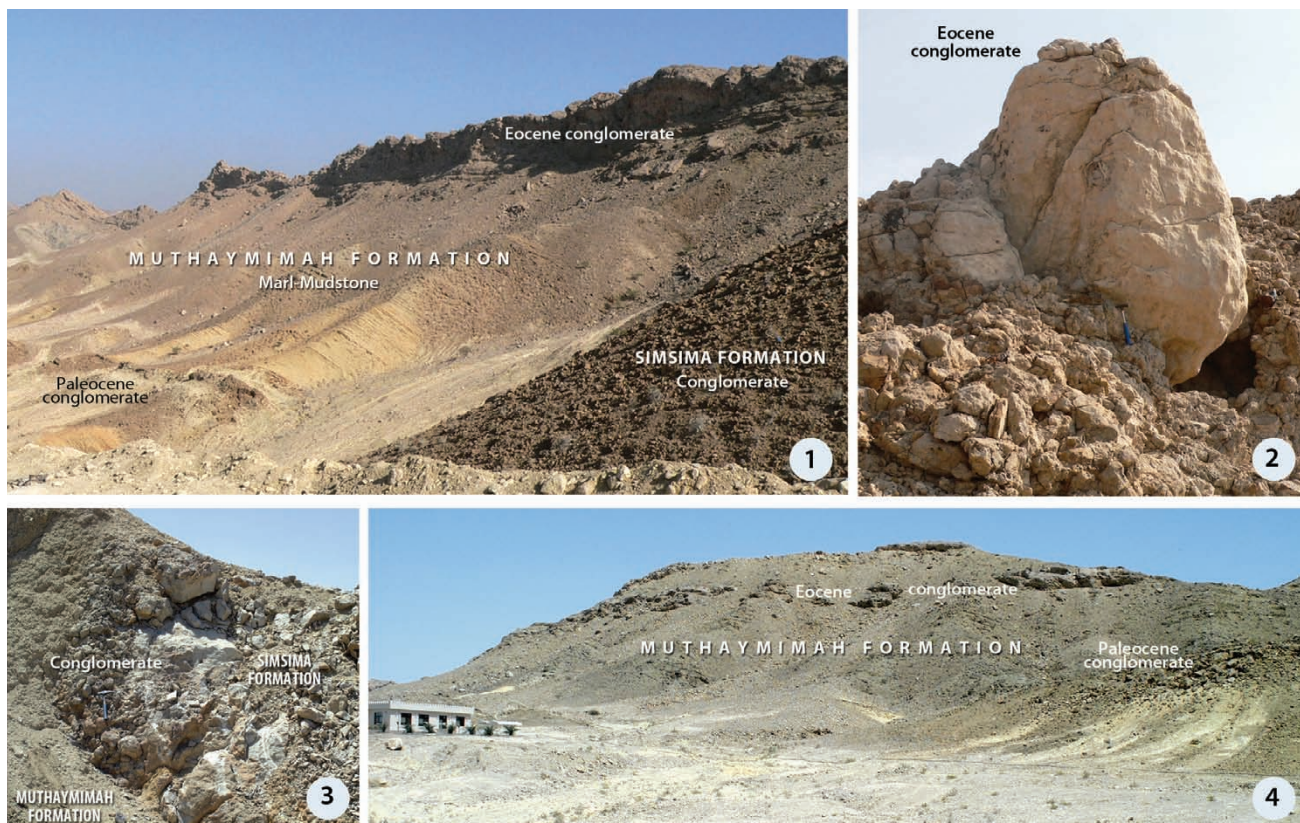 Eocene conglomerate
MUTHAYMIMAH FORMATION
Marl-Mudstone
Paleocene
conglomerate
SIMSIMA FORMATION
Conglomerate
1
Eocene
conglomerate
2
Conglomerate
SIMSIMA
FORMATION
MUTHAYMIMAH
FORMATION
3
Eocene conglomerate
MUTHAYMIMAH FORMATION
Paleocene
conglomerate
4